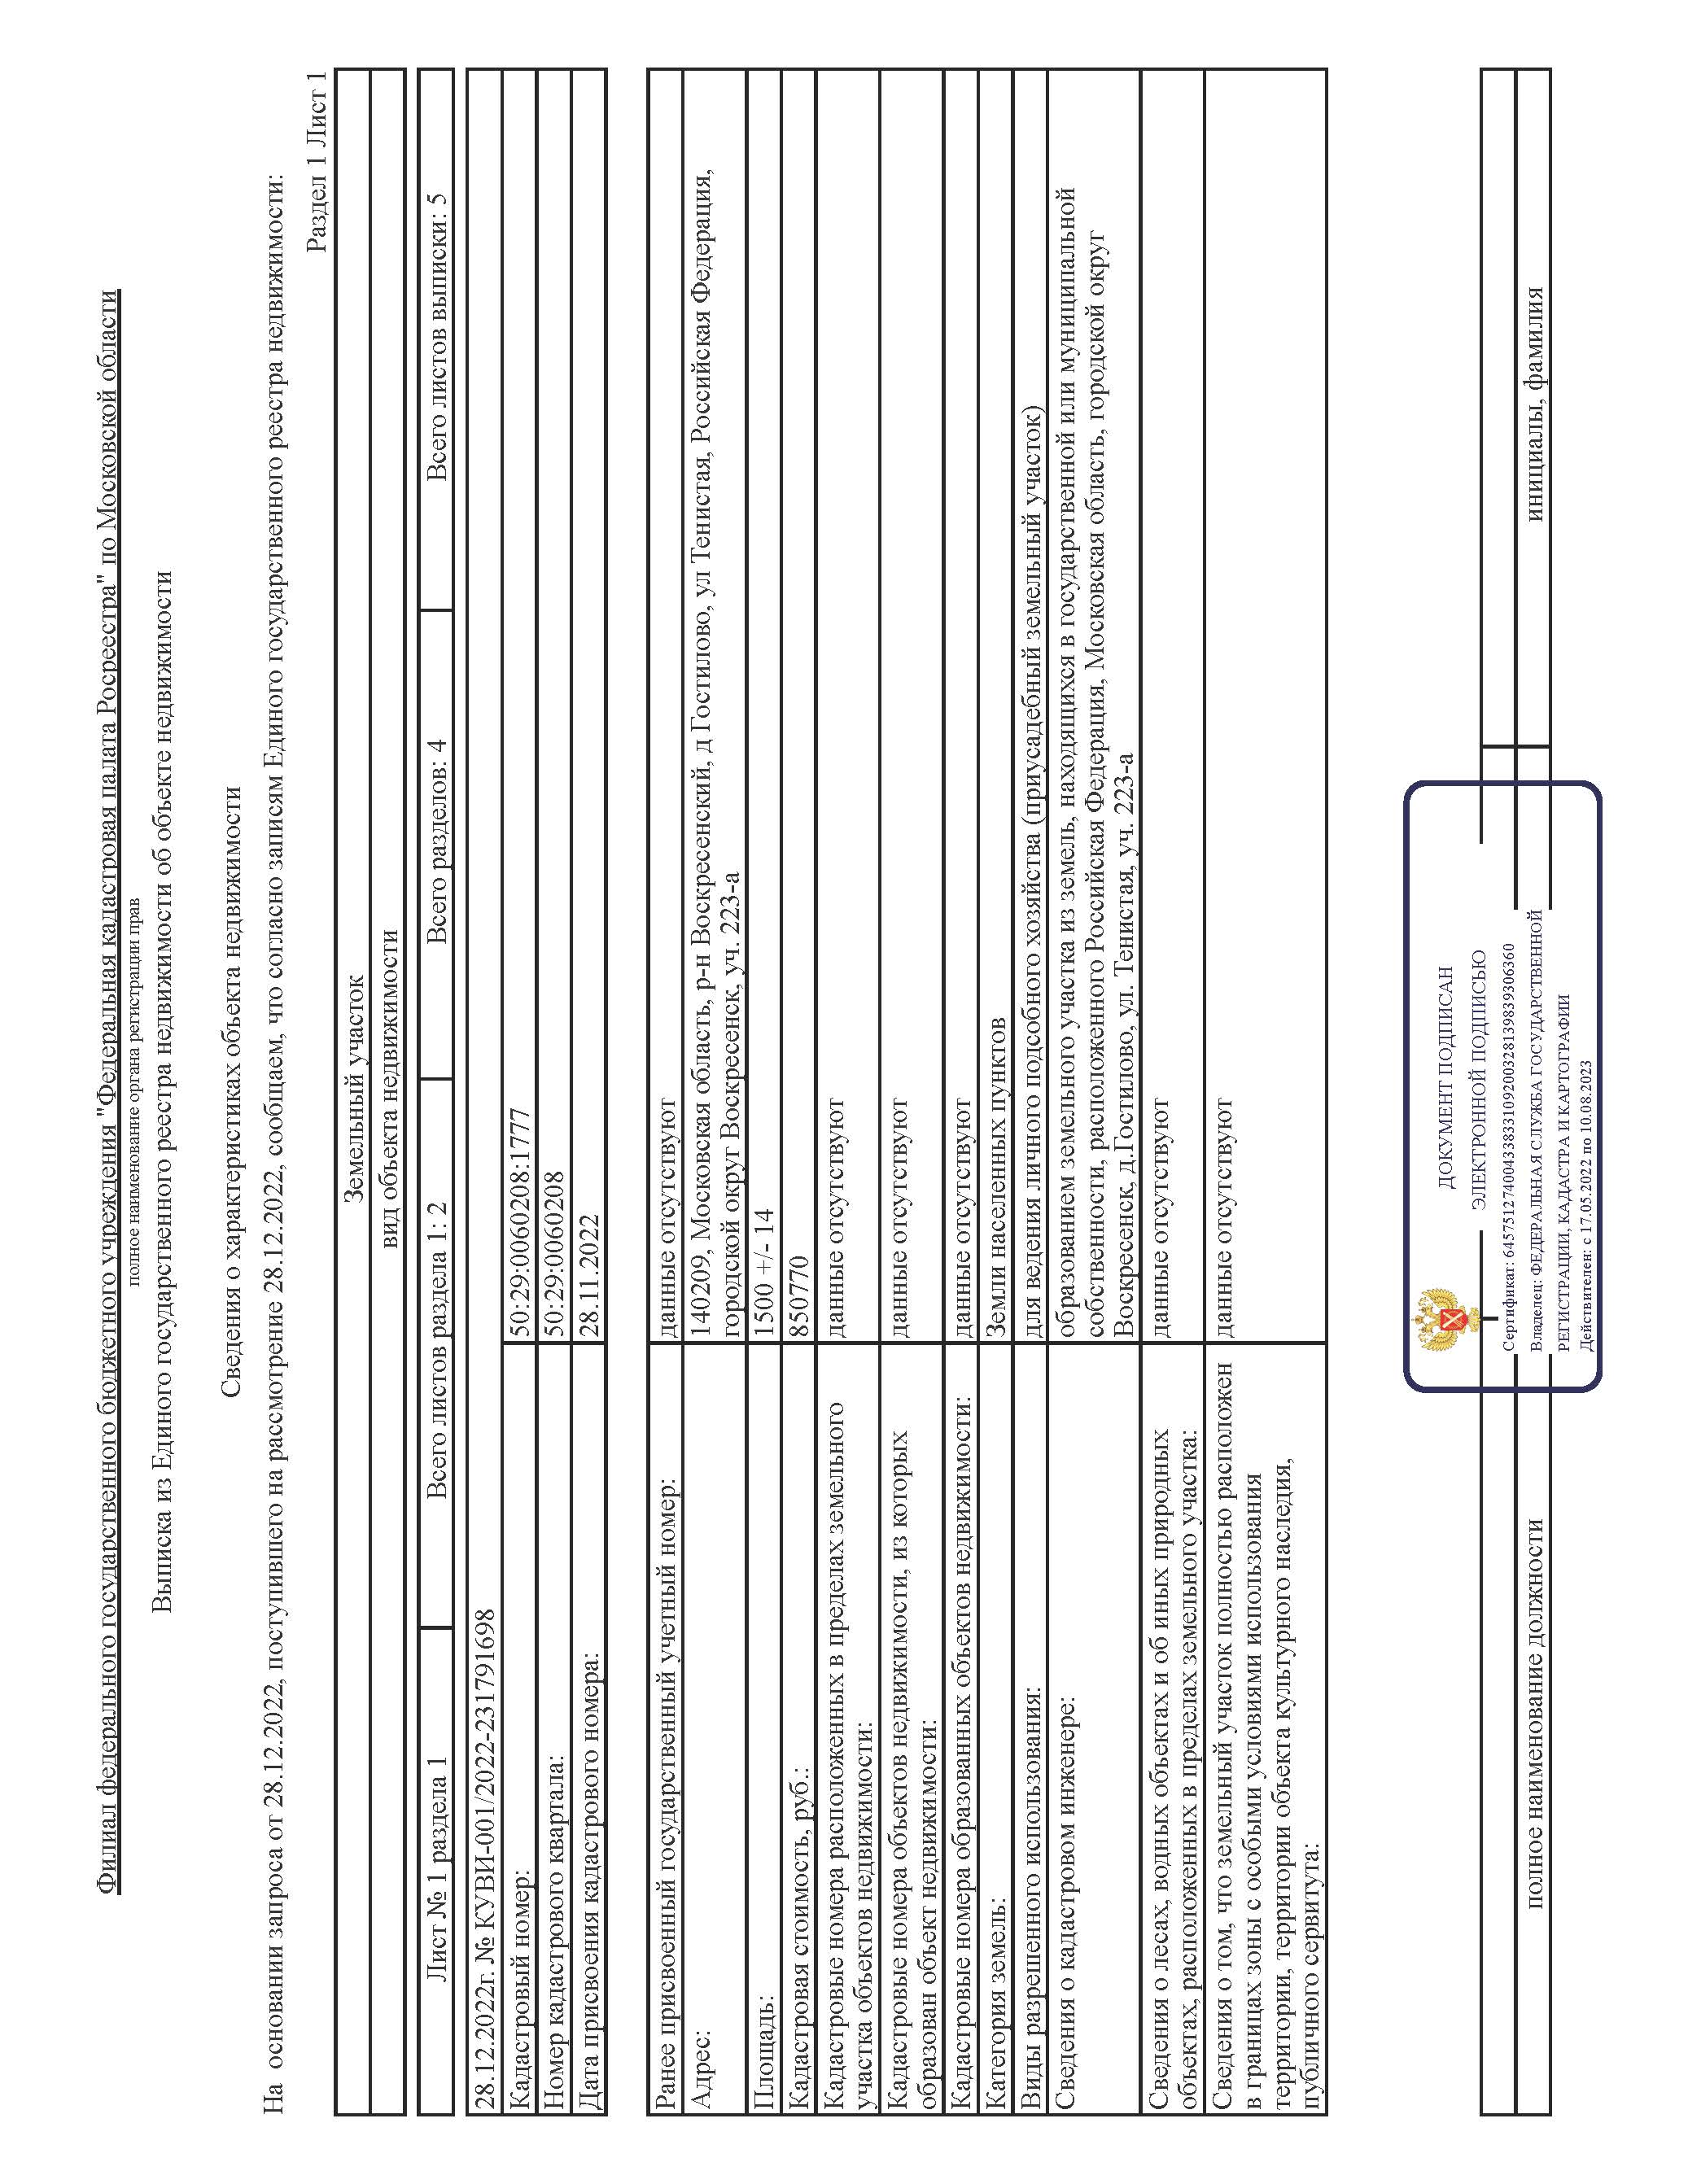 Филиал федерального государственного бюджетного учреждения "Федеральная кадастровая палата Росреестра" по Московской области
полное наименование органа регистрации прав
Выписка из Единого государственного реестра недвижимости об объекте недвижимости
Сведения о характеристиках объекта недвижимости
На основании запроса от 28.12.2022, поступившего на рассмотрение 28.12.2022, сообщаем, что согласно записям Единого государственного реестра недвижимости:
Раздел 1 Лист 1
Земельный участок
вид объекта недвижимости
Лист № 1 раздела 1 Всего листов раздела 1: 2 Всего разделов: 4 Всего листов выписки: 5
28.12.2022г. № КУВИ-001/2022-231791698
Кадастровый номер: 50:29:0060208:1777
Номер кадастрового квартала: 50:29:0060208
Дата присвоения кадастрового номера: 28.11.2022
Ранее присвоенный государственный учетный номер: данные отсутствуют
Адрес: 140209, Московская область, р-н Воскресенский, д Гостилово, ул Тенистая, Российская Федерация,
городской округ Воскресенск, уч. 223-а
Площадь: 1500 +/- 14
Кадастровая стоимость, руб.: 850770
Кадастровые номера расположенных в пределах земельного данные отсутствуют
участка объектов недвижимости:
Кадастровые номера объектов недвижимости, из которых данные отсутствуют
образован объект недвижимости:
Кадастровые номера образованных объектов недвижимости: данные отсутствуют
Категория земель: Земли населенных пунктов
Виды разрешенного использования: для ведения личного подсобного хозяйства (приусадебный земельный участок)
Сведения о кадастровом инженере: образованием земельного участка из земель, находящихся в государственной или муниципальной
собственности, расположенного Российская Федерация, Московская область, городской округ
Воскресенск, д.Гостилово, ул. Тенистая, уч. 223-а
Сведения о лесах, водных объектах и об иных природных данные отсутствуют
объектах, расположенных в пределах земельного участка:
Сведения о том, что земельный участок полностью расположен данные отсутствуют
в границах зоны с особыми условиями использования
территории, территории объекта культурного наследия,
публичного сервитута:
ДОКУМЕНТ ПОДПИСАН
ЭЛЕКТРОННОЙ ПОДПИСЬЮ
Сертификат: 64575127400433833109200328139839306360
Владелец: ФЕДЕРАЛЬНАЯ СЛУЖБА ГОСУДАРСТВЕННОЙ
РЕГИСТРАЦИИ, КАДАСТРА И КАРТОГРАФИИ
Действителен: с 17.05.2022 по 10.08.2023
полное наименование должности инициалы, фамилия